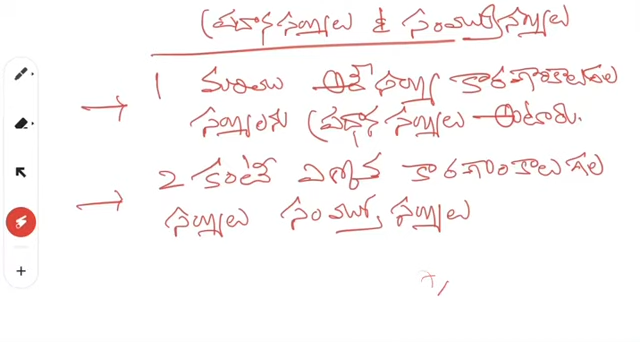 ప్రధాన సంఖ్యలు & సంయుక్త సంఖ్యలు
→ 1 మరియు అదే సంఖ్య కారణాంకాలు గల
సంఖ్యలను ప్రధాన సంఖ్యలు అంటారు.
→ 2 కంటే ఎక్కువ కారణాంకాలు గల
సంఖ్యలు సంయుక్త సంఖ్యలు